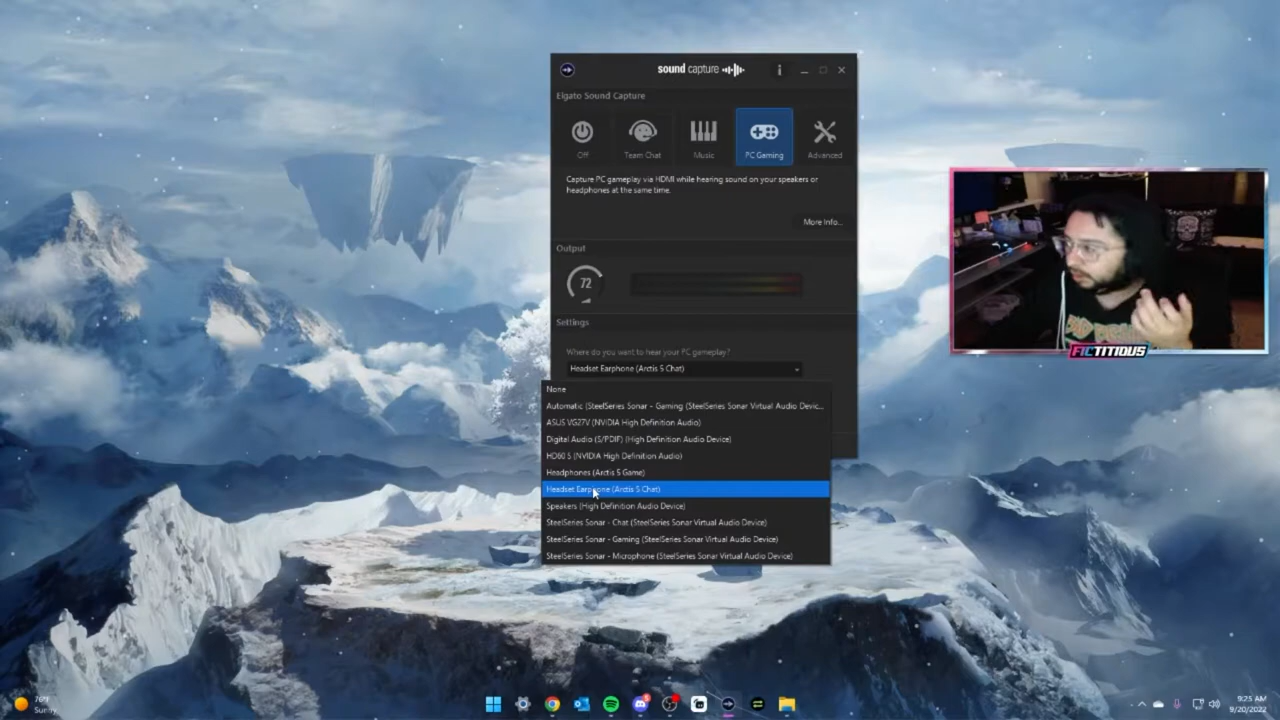 sound capture
Elgato Sound Capture
Off
Team Chat
Music
PC Gaming
Advanced
Capture PC gameplay via HDMI while hearing sound on your speakers or
headphones at the same time.
More Info...
Output
72
Settings
Where do you want to hear your PC gameplay?
Headset Earphone (Arctis 5 Chat)
None
Automatic (SteelSeries Sonar - Gaming (SteelSeries Sonar Virtual Audio Devic...
ASUS VG27V (NVIDIA High Definition Audio)
Digital Audio (S/PDIF) (High Definition Audio Device)
HD60 S (NVIDIA High Definition Audio)
Headphones (Arctis 5 Game)
Headset Earphone (Arctis 5 Chat)
Speakers (High Definition Audio Device)
SteelSeries Sonar - Chat (SteelSeries Sonar Virtual Audio Device)
SteelSeries Sonar - Gaming (SteelSeries Sonar Virtual Audio Device)
SteelSeries Sonar - Microphone (SteelSeries Sonar Virtual Audio Device)
FICTITIOUS
76°F
Sunny
9:25 AM
9/20/2022